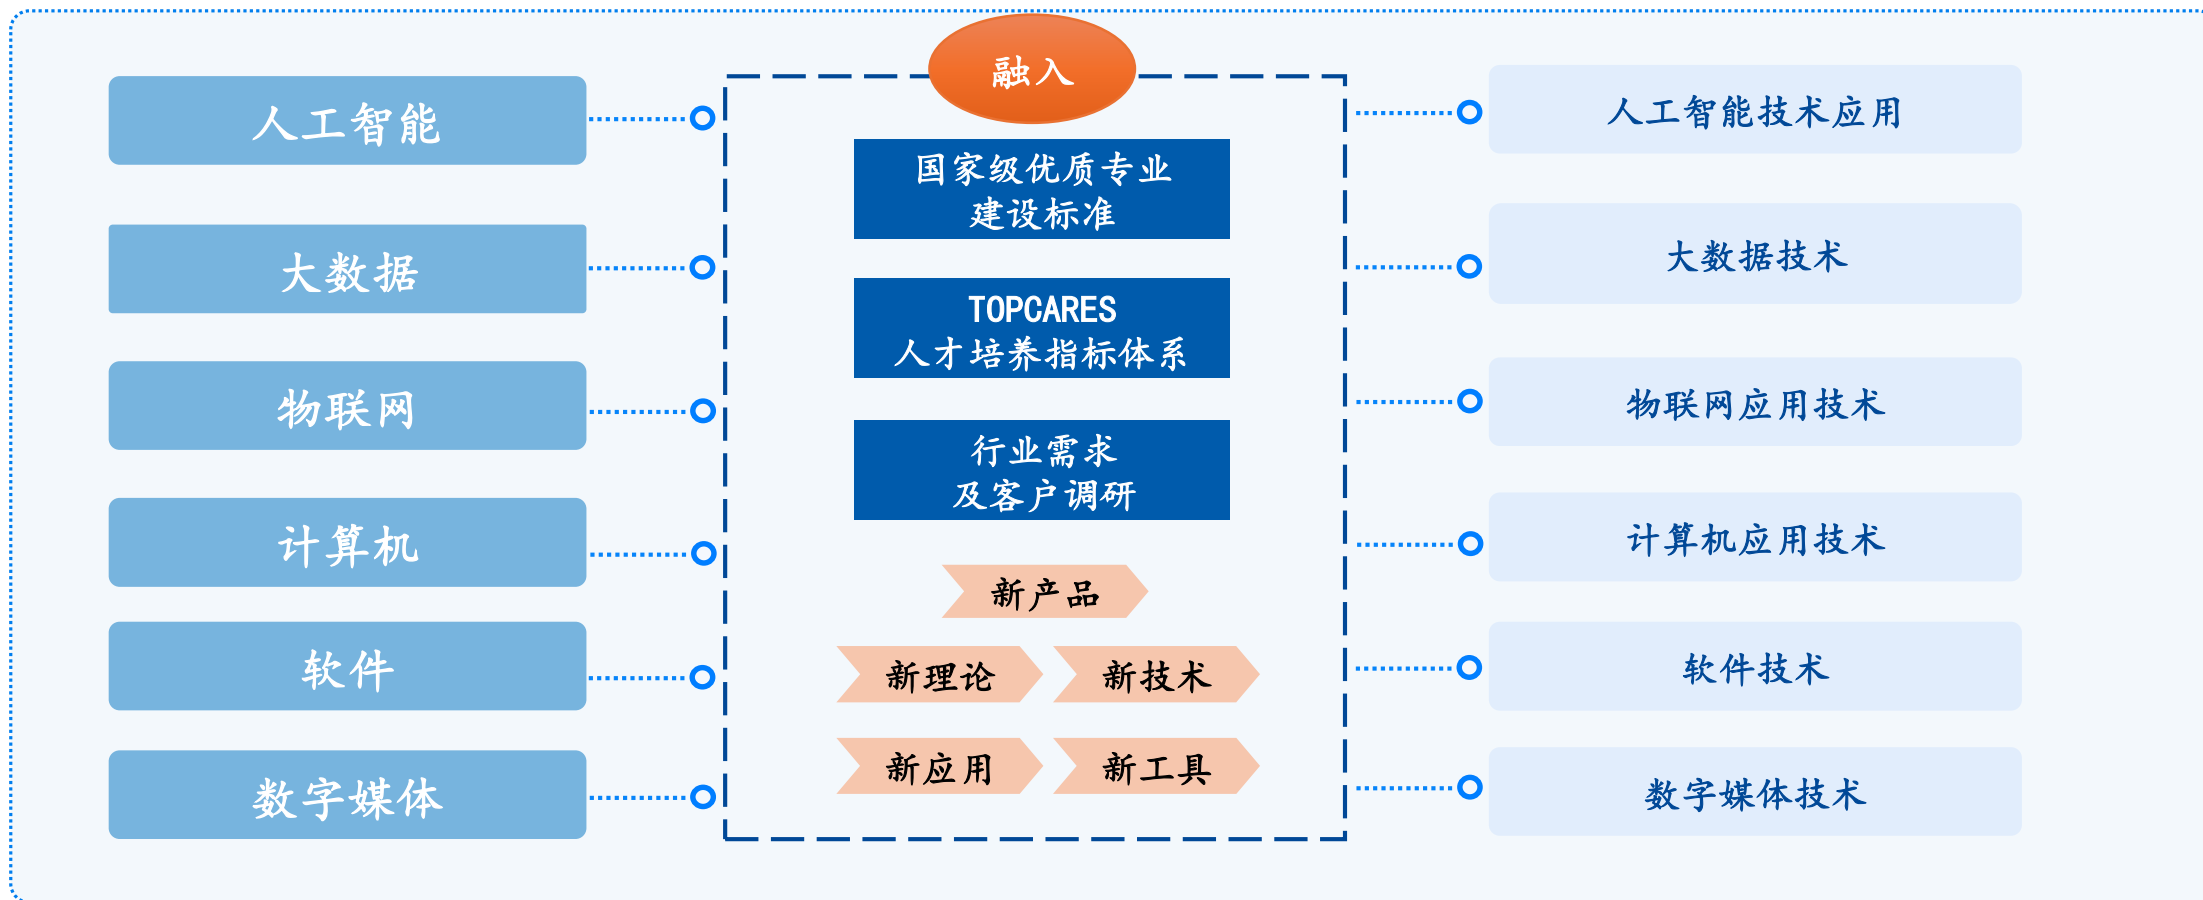 人工智能
大数据
物联网
计算机
软件
数字媒体
融入
国家级优质专业
建设标准
TOPCARES
人才培养指标体系
行业需求
及客户调研
新产品
新理论
新技术
新应用
新工具
人工智能技术应用
大数据技术
物联网应用技术
计算机应用技术
软件技术
数字媒体技术